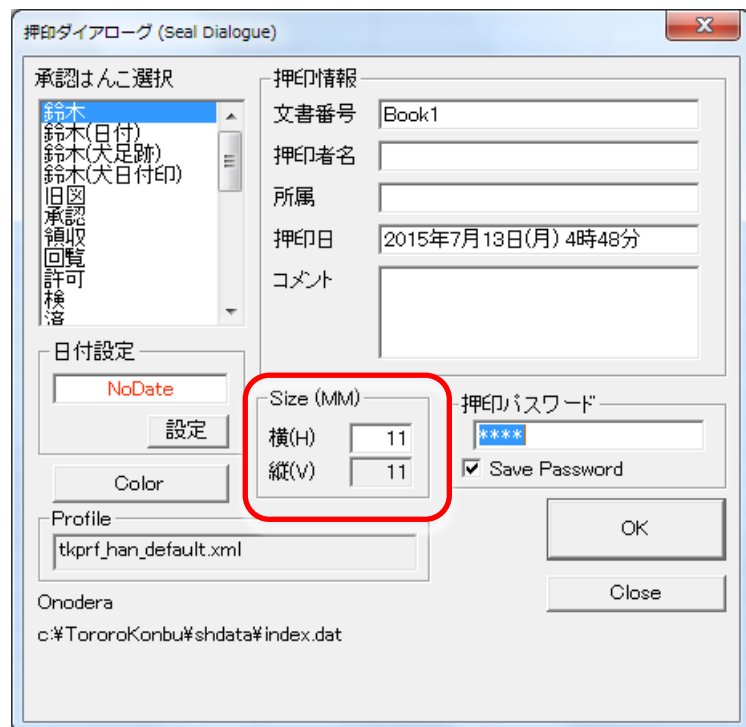 押印ダイアローグ (Seal Dialogue)
承認はんこ選択
鈴木
鈴木(日付)
鈴木(犬足跡)
鈴木(犬日付印)
旧図
承認
領収
回覧
許可
検
済
日付設定
NoDate
設定
Color
Profile
tkprf_han_default.xml
Onodera
c:¥TororoKonbu¥shdata¥index.dat
押印情報
文書番号 Book1
押印者名
所属
押印日 2015年7月13日(月) 4時48分
コメント
Size (MM)
横(H) 11
縦(V) 11
押印パスワード
****
Save Password
OK
Close